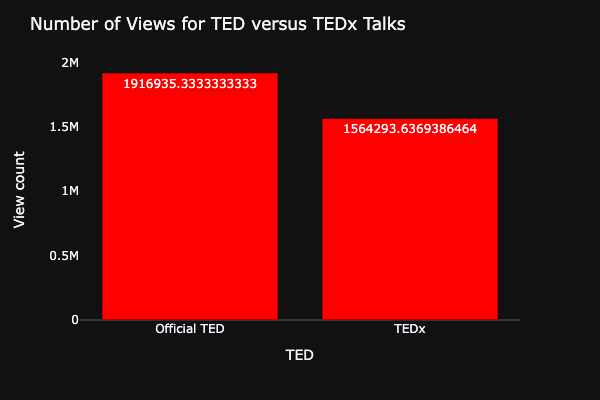 Number of Views for TED versus TEDx Talks
2M
1916935.3333333333
1564293.6369386464
1.5M
View count
1M
0.5M
0
Official TED
TEDx
TED